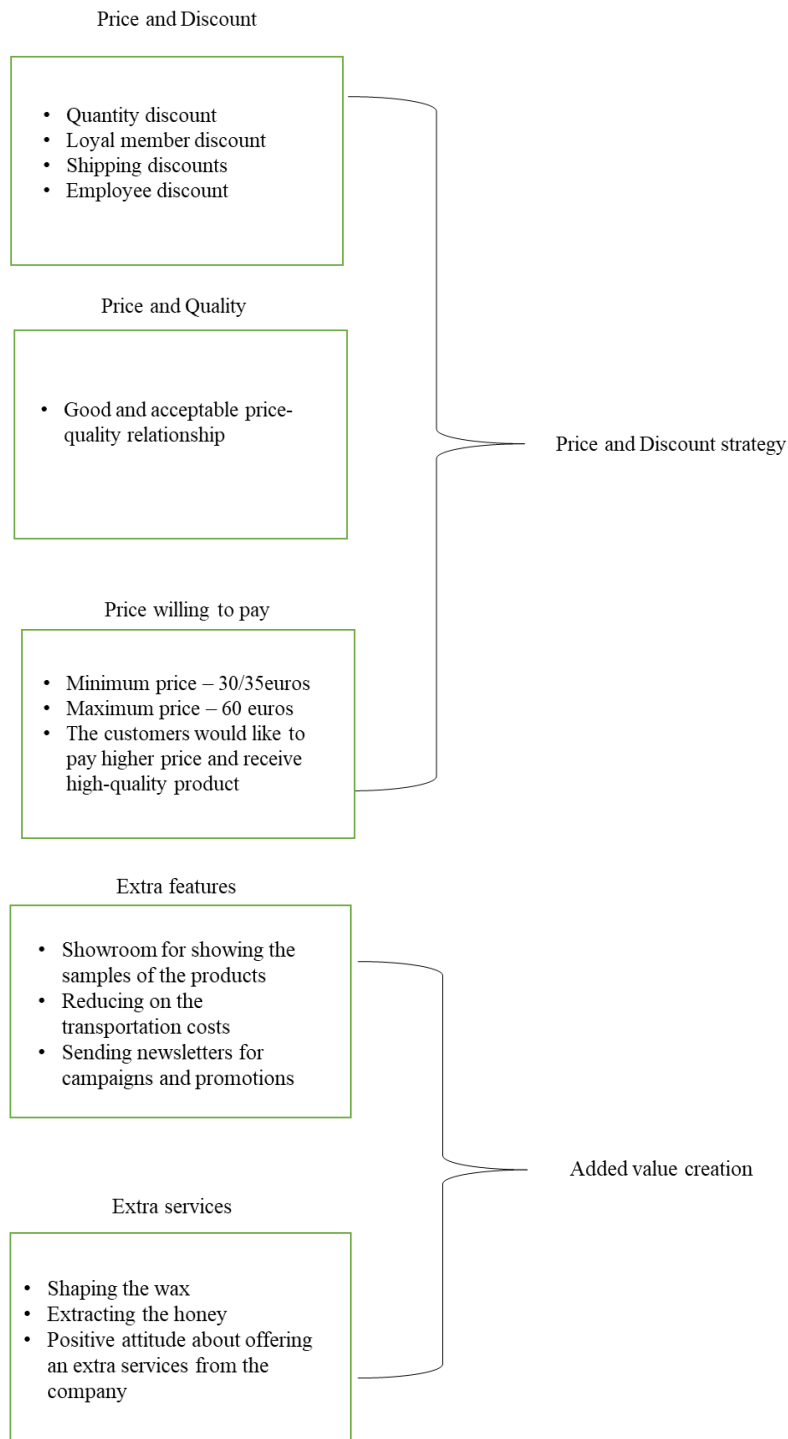 Price and Discount
• Quantity discount
• Loyal member discount
• Shipping discounts
• Employee discount
Price and Quality
• Good and acceptable price-
quality relationship
Price and Discount strategy
Price willing to pay
• Minimum price – 30/35euros
• Maximum price – 60 euros
• The customers would like to
pay higher price and receive
high-quality product
Extra features
• Showroom for showing the
samples of the products
• Reducing on the
transportation costs
• Sending newsletters for
campaigns and promotions
Added value creation
Extra services
• Shaping the wax
• Extracting the honey
• Positive attitude about offering
an extra services from the
company